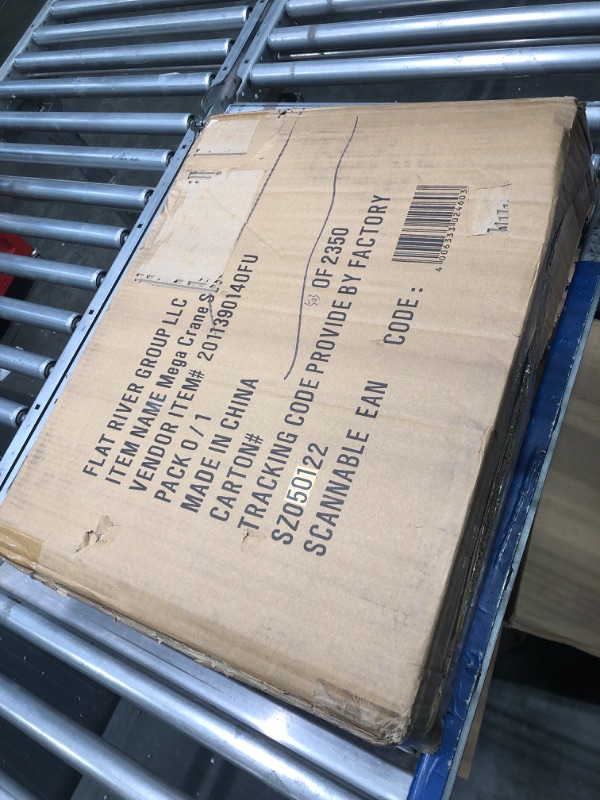 FLAT RIVER GROUP LLC
ITEM NAME Mega Crane
VENDOR ITEM# 2011390140FU
PACK 0 / 1
MADE IN CHINA
CARTON# OF 2350
TRACKING CODE PROVIDE BY FACTORY
SZ050122
SCANNABLE EAN CODE :
4006333024603